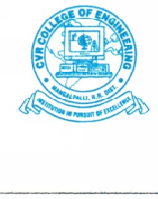 CVR COLLEGE OF ENGINEERING
MANGALPALLI, R.R. DIST.
INSTITUTION IN PURSUIT OF EXCELLENCE